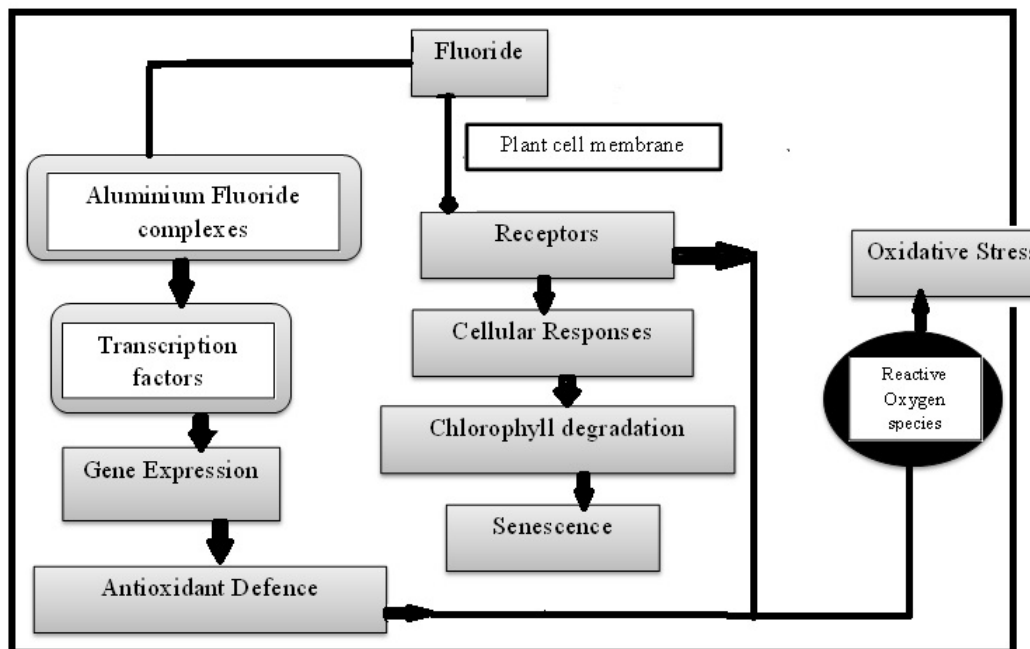 Fluoride
Plant cell membrane
Aluminium Fluoride
complexes
Receptors
Oxidative Stress
Cellular Responses
Transcription
factors
Reactive
Oxygen
species
Chlorophyll degradation
Gene Expression
Senescence
Antioxidant Defence